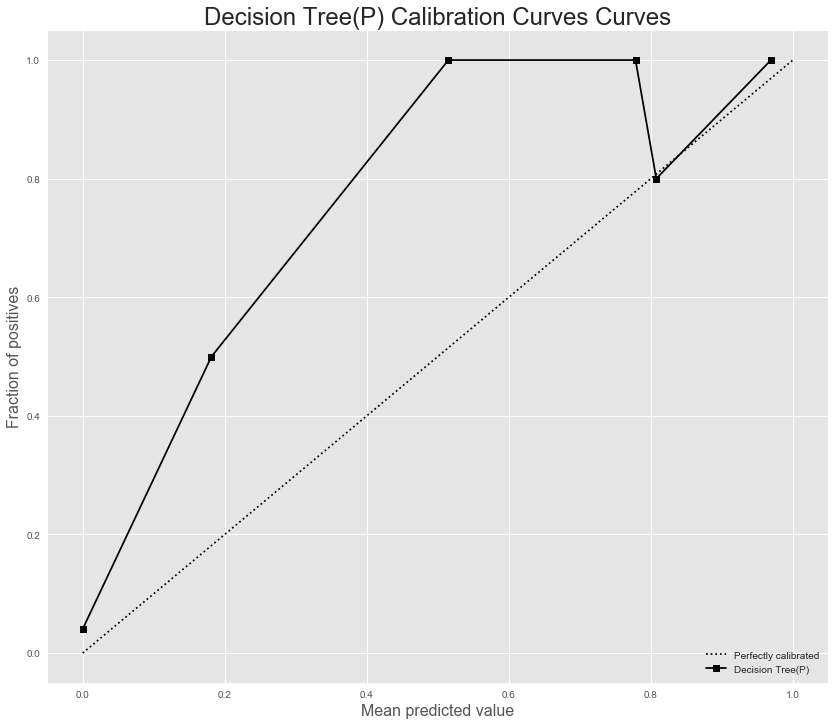 Decision Tree(P) Calibration Curves Curves
Fraction of positives
1.0
0.8
0.6
0.4
0.2
0.0
Perfectly calibrated
Decision Tree(P)
0.0 0.2 0.4 0.6 0.8 1.0
Mean predicted value